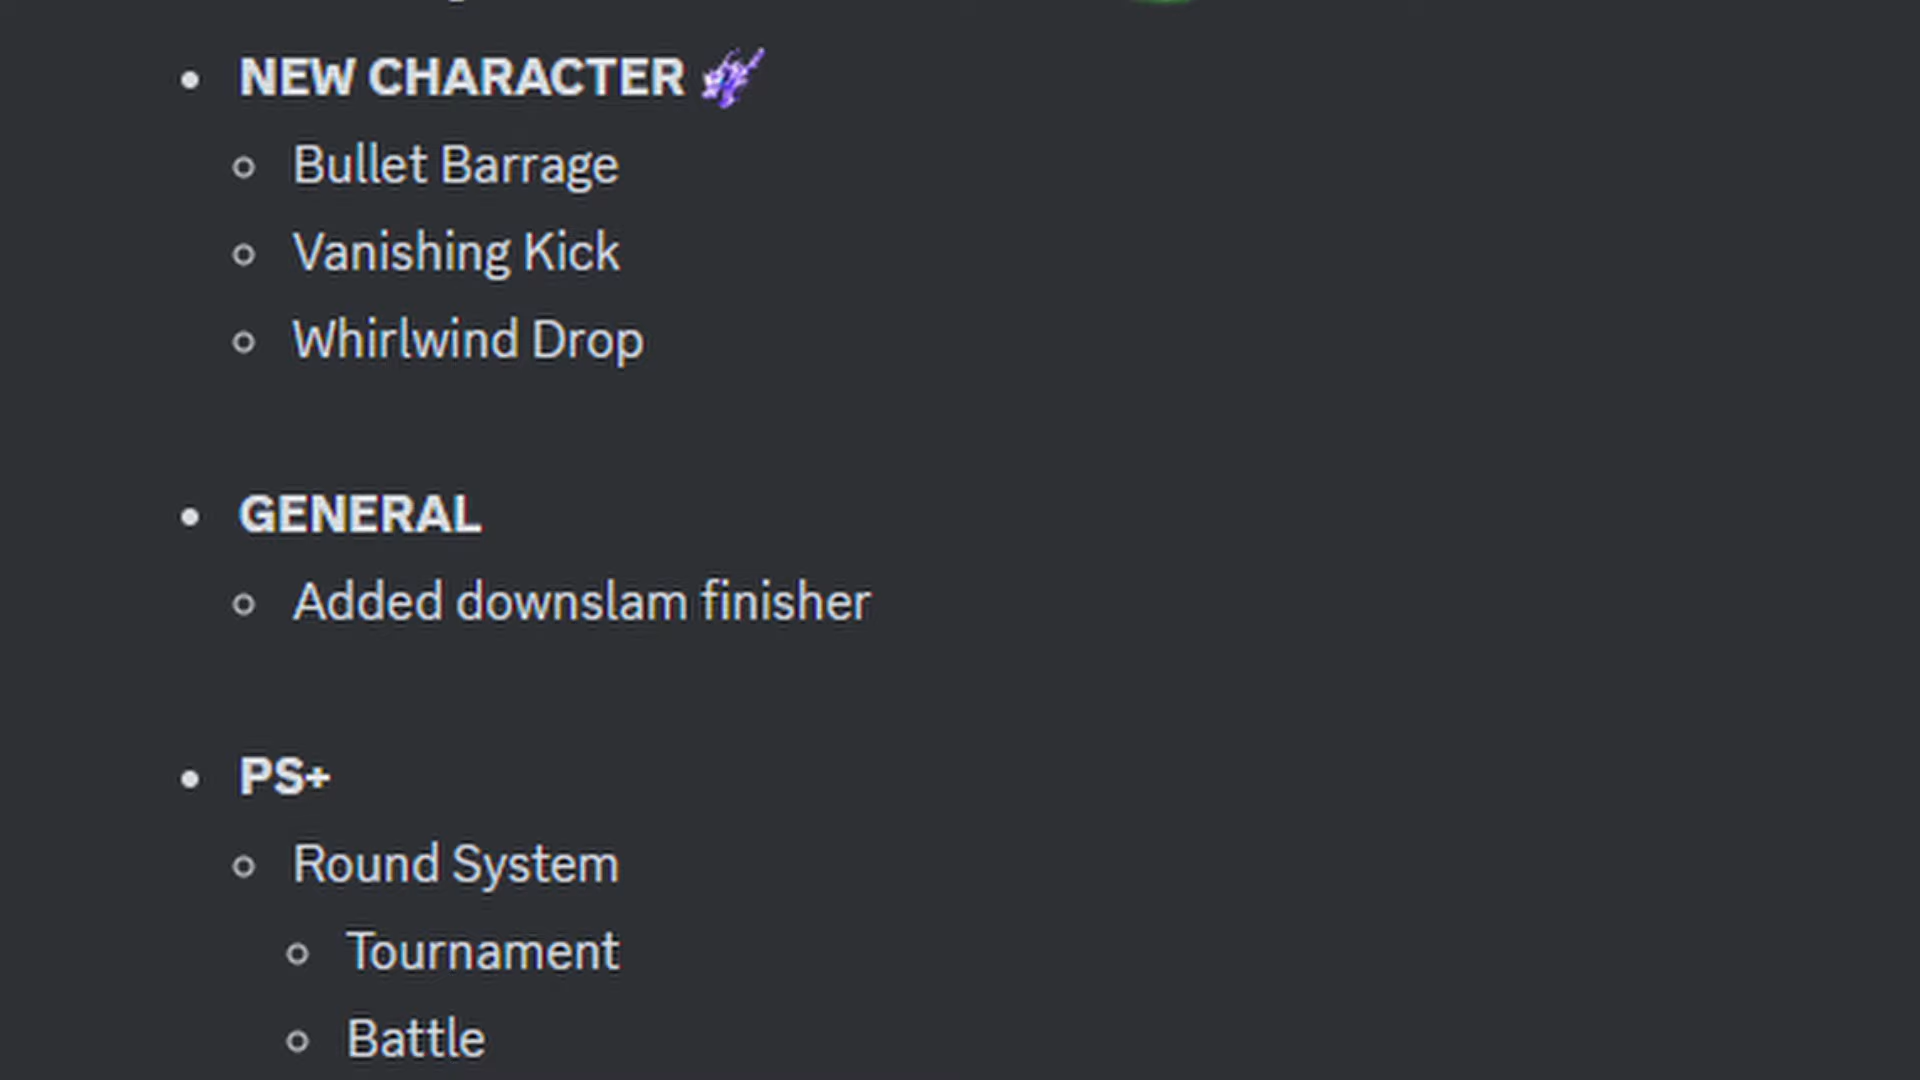 NEW CHARACTER
Bullet Barrage
Vanishing Kick
Whirlwind Drop
GENERAL
Added downslam finisher
PS+
Round System
Tournament
Battle